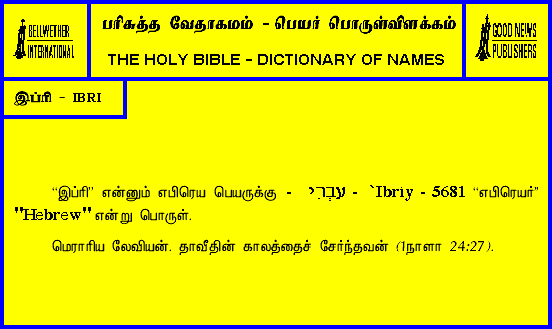 BELLWETHER
INTERNATIONAL
பரிசுத்த வேதாகமம் - பெயர் பொருள்விளக்கம்
THE HOLY BIBLE - DICTIONARY OF NAMES
GOOD NEWS
PUBLISHERS
இப்ரி - IBRI
“இப்ரி” என்னும் எபிரெய பெயருக்கு - עִבְרִי - `Ibriy - 5681 “எபிரெயர்”
"Hebrew" என்று பொருள்.
மெராரிய லேவியன். தாவீதின் காலத்தைச் சேர்ந்தவன் (1நாளா 24:27).